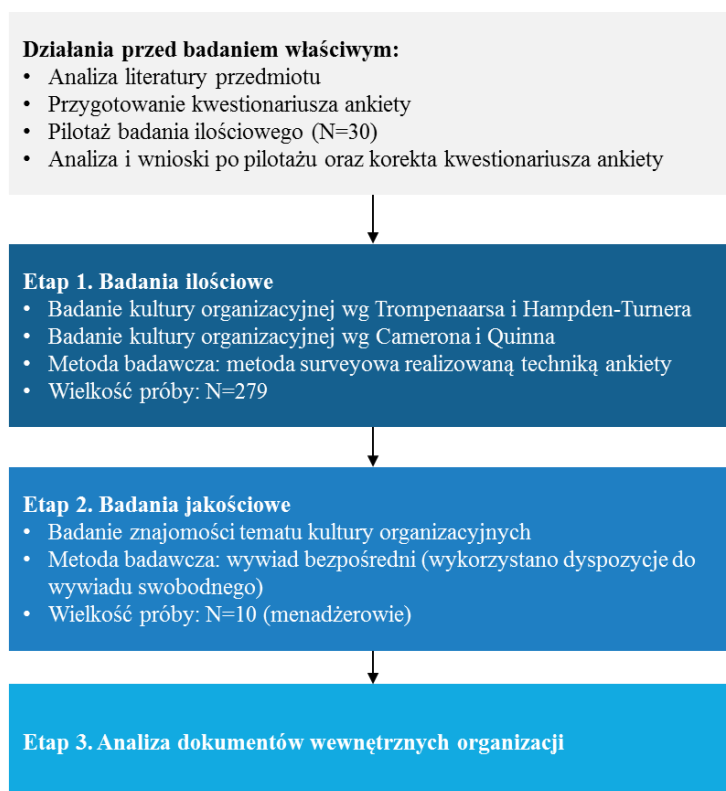 Działania przed badaniem właściwym:
• Analiza literatury przedmiotu
• Przygotowanie kwestionariusza ankiety
• Pilotaż badania ilościowego (N=30)
• Analiza i wnioski po pilotażu oraz korekta kwestionariusza ankiety
Etap 1. Badania ilościowe
• Badanie kultury organizacyjnej wg Trompenaarsa i Hampden-Turnera
• Badanie kultury organizacyjnej wg Camerona i Quinna
• Metoda badawcza: metoda surveyowa realizowaną techniką ankiety
• Wielkość próby: N=279
Etap 2. Badania jakościowe
• Badanie znajomości tematu kultury organizacyjnych
• Metoda badawcza: wywiad bezpośredni (wykorzystano dyspozycje do
wywiadu swobodnego)
• Wielkość próby: N=10 (menadżerowie)
Etap 3. Analiza dokumentów wewnętrznych organizacji